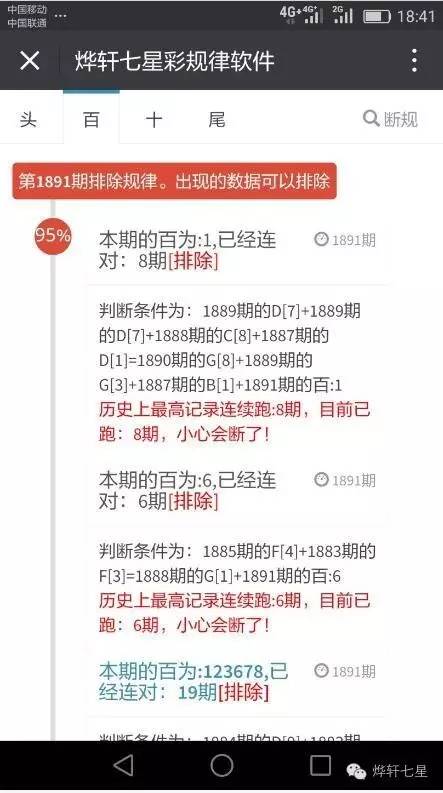 中国移动 ...
中国联通
4G+ 4G+ 2G 18:41
烨轩七星彩规律软件
头 百 十 尾 断规
第1891期排除规律。出现的数据可以排除
95%
本期的百为:1,已经连 1891期
对：8期[排除]
判断条件为：1889期的D[7]+1889期
的D[7]+1888期的C[8]+1887期的
D[1]=1890期的G[8]+1889期的
G[3]+1887期的B[1]+1891期的百:1
历史上最高记录连续跑:8期，目前已
跑：8期，小心会断了！
本期的百为:6,已经连 1891期
对：6期[排除]
判断条件为：1885期的F[4]+1883期的
F[3]=1888期的G[1]+1891期的百:6
历史上最高记录连续跑:6期，目前已
跑：6期，小心会断了！
本期的百为:123678,已 1891期
经连对：19期[排除]
烨轩七星